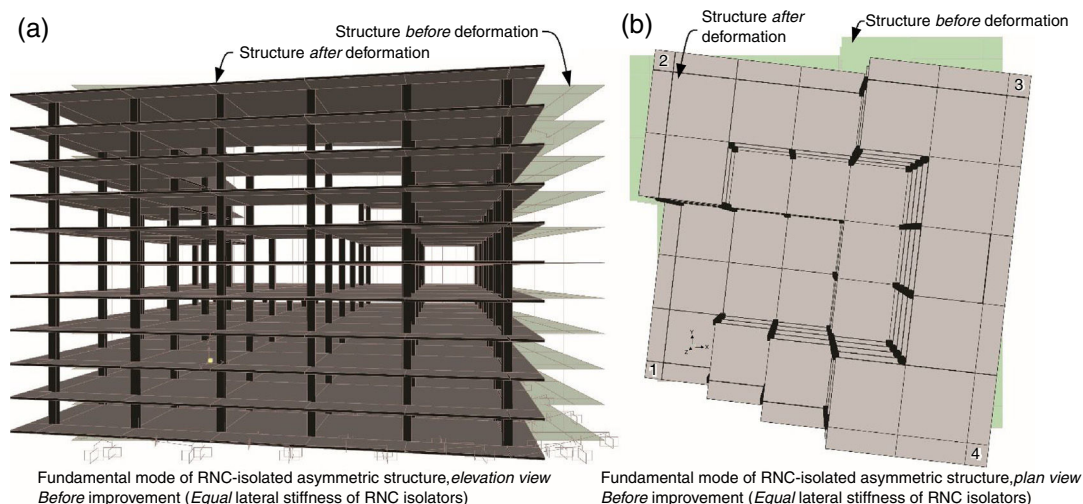 (a)
Structure before deformation
Structure after deformation
Fundamental mode of RNC-isolated asymmetric structure,elevation view
Before improvement (Equal lateral stiffness of RNC isolators)
(b)
Structure after
deformation
Structure before deformation
2
3
Y
Z
X
1
4
Fundamental mode of RNC-isolated asymmetric structure,plan view
Before improvement (Equal lateral stiffness of RNC isolators)